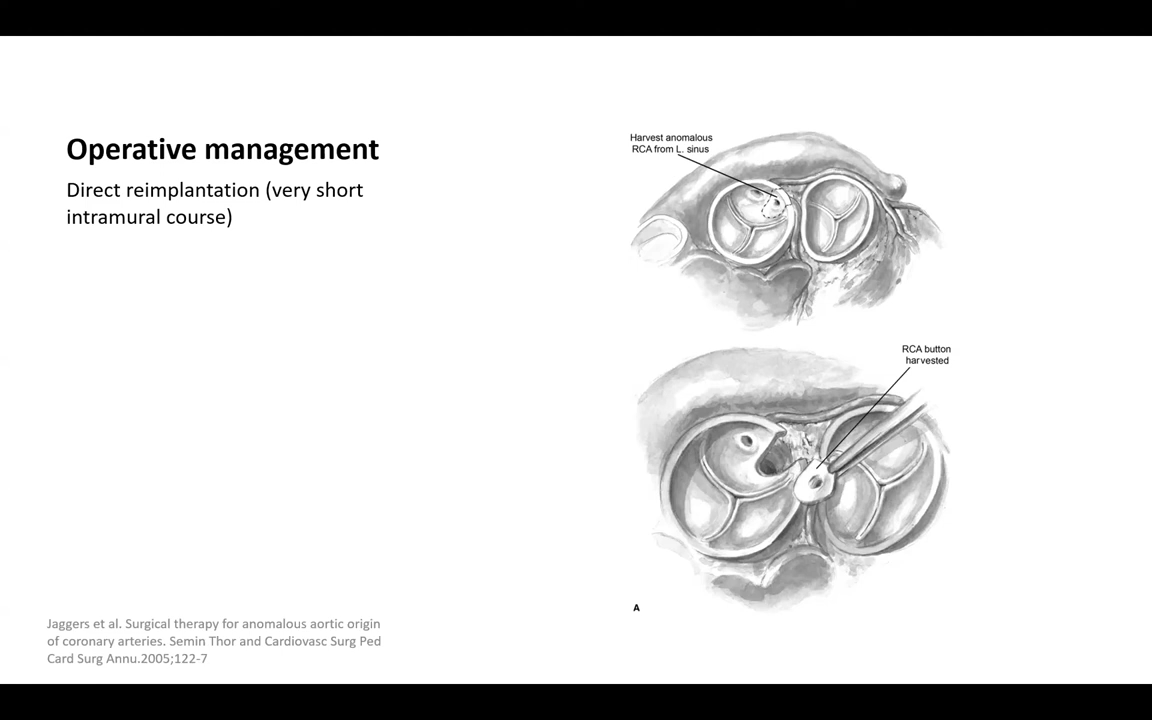 Operative management
Direct reimplantation (very short
intramural course)
Harvest anomalous
RCA from L. sinus
RCA button
harvested
A
Jaggers et al. Surgical therapy for anomalous aortic origin
of coronary arteries. Semin Thor and Cardiovasc Surg Ped
Card Surg Annu.2005;122-7